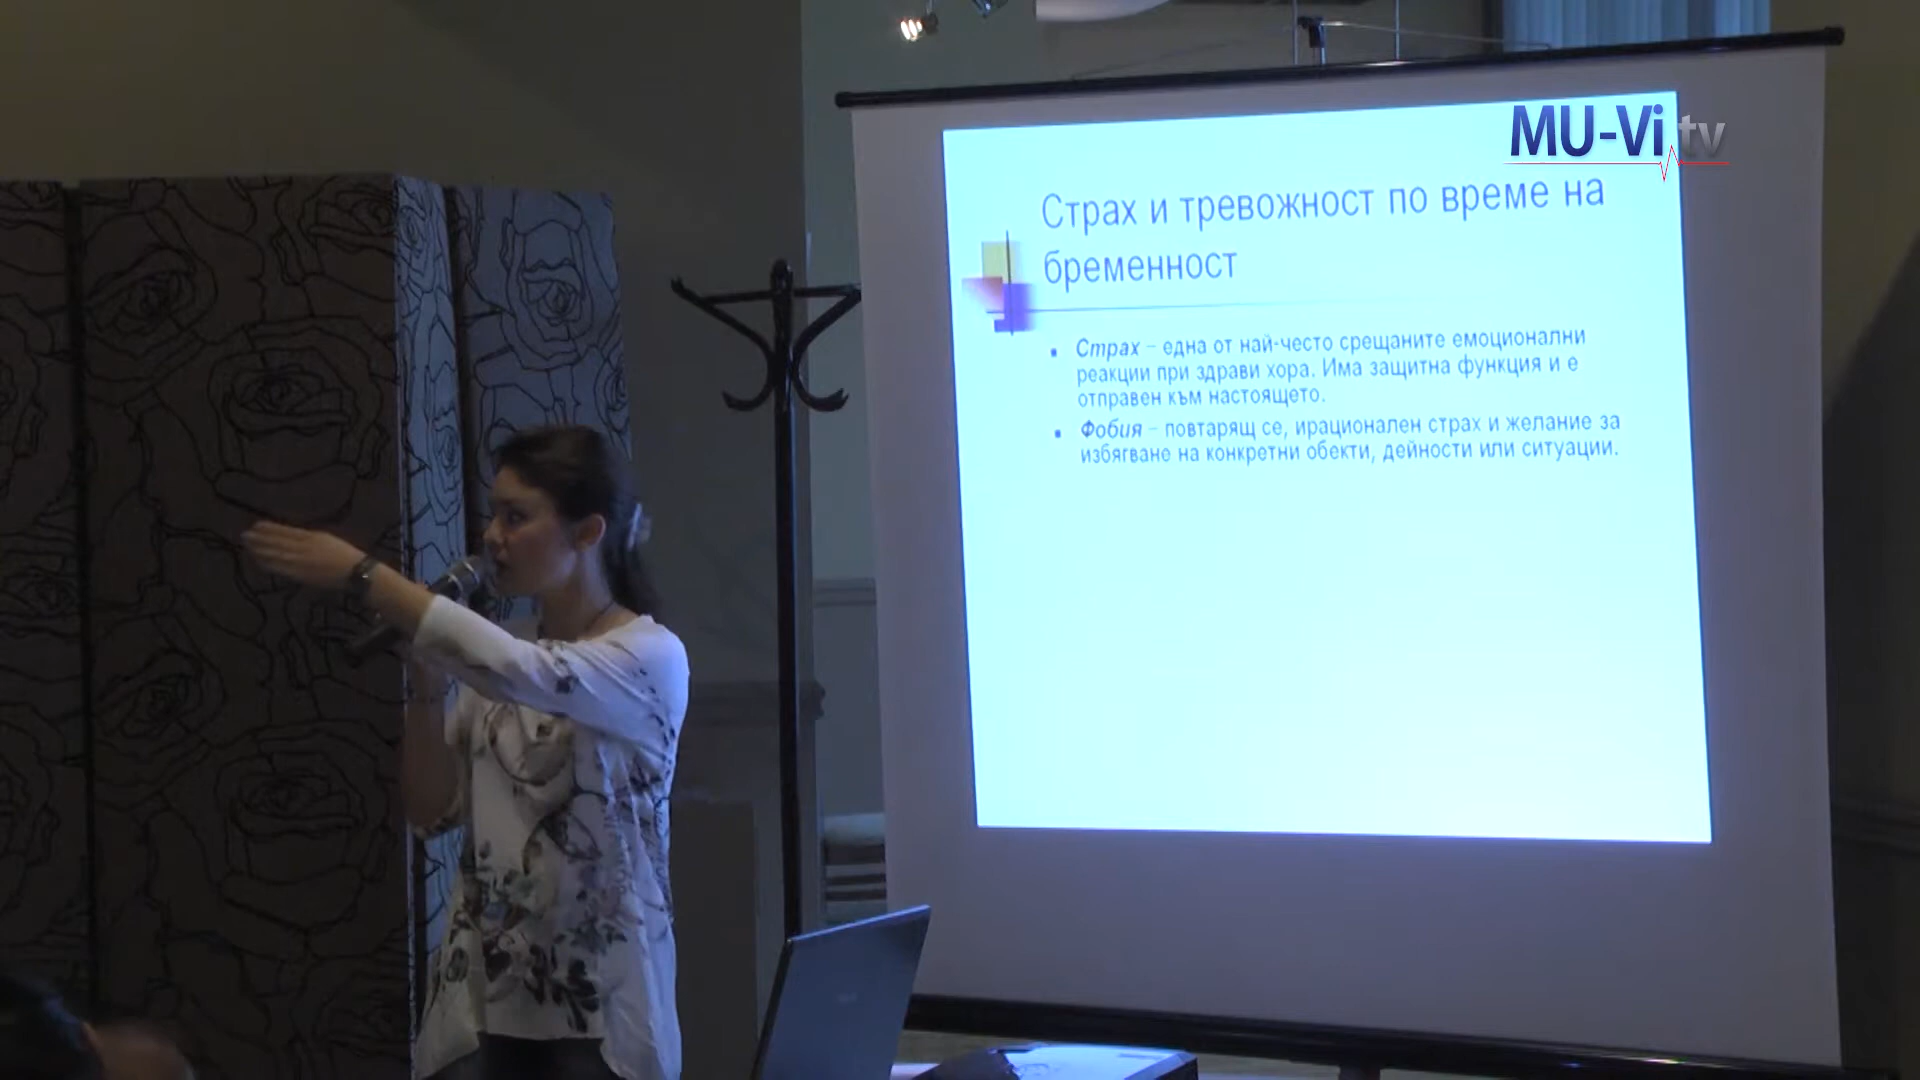 MU-Vi.tv
Страх и тревожност по време на
бременност
Страх – една от най-често срещаните емоционални
реакции при здрави хора. Има защитна функция и е
отправен към настоящето.
Фобия – повтарящ се, ирационален страх и желание за
избягване на конкретни обекти, дейности или ситуации.